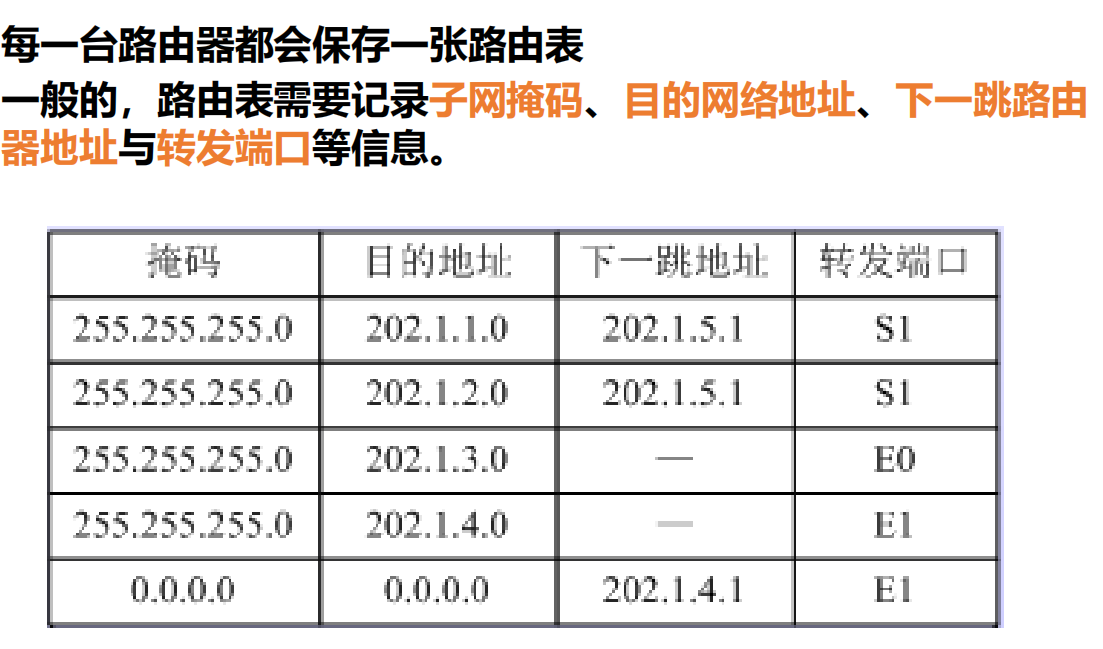 每一台路由器都会保存一张路由表
一般的，路由表需要记录子网掩码、目的网络地址、下一跳路由
器地址与转发端口等信息。
掩码 目的地址 下一跳地址 转发端口
255.255.255.0 202.1.1.0 202.1.5.1 S1
255.255.255.0 202.1.2.0 202.1.5.1 S1
255.255.255.0 202.1.3.0 — E0
255.255.255.0 202.1.4.0 — E1
0.0.0.0 0.0.0.0 202.1.4.1 E1